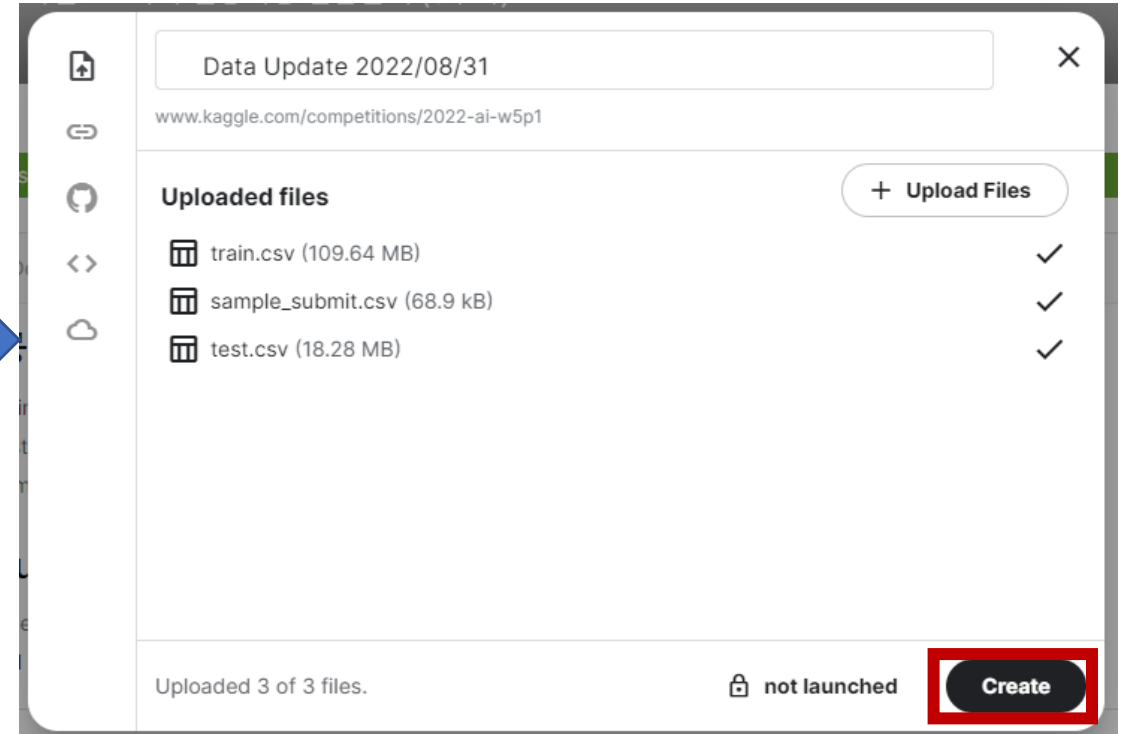 Data Update 2022/08/31
www.kaggle.com/competitions/2022-ai-w5p1
Uploaded files
+ Upload Files
train.csv (109.64 MB)
sample_submit.csv (68.9 kB)
test.csv (18.28 MB)
Uploaded 3 of 3 files.
not launched
Create